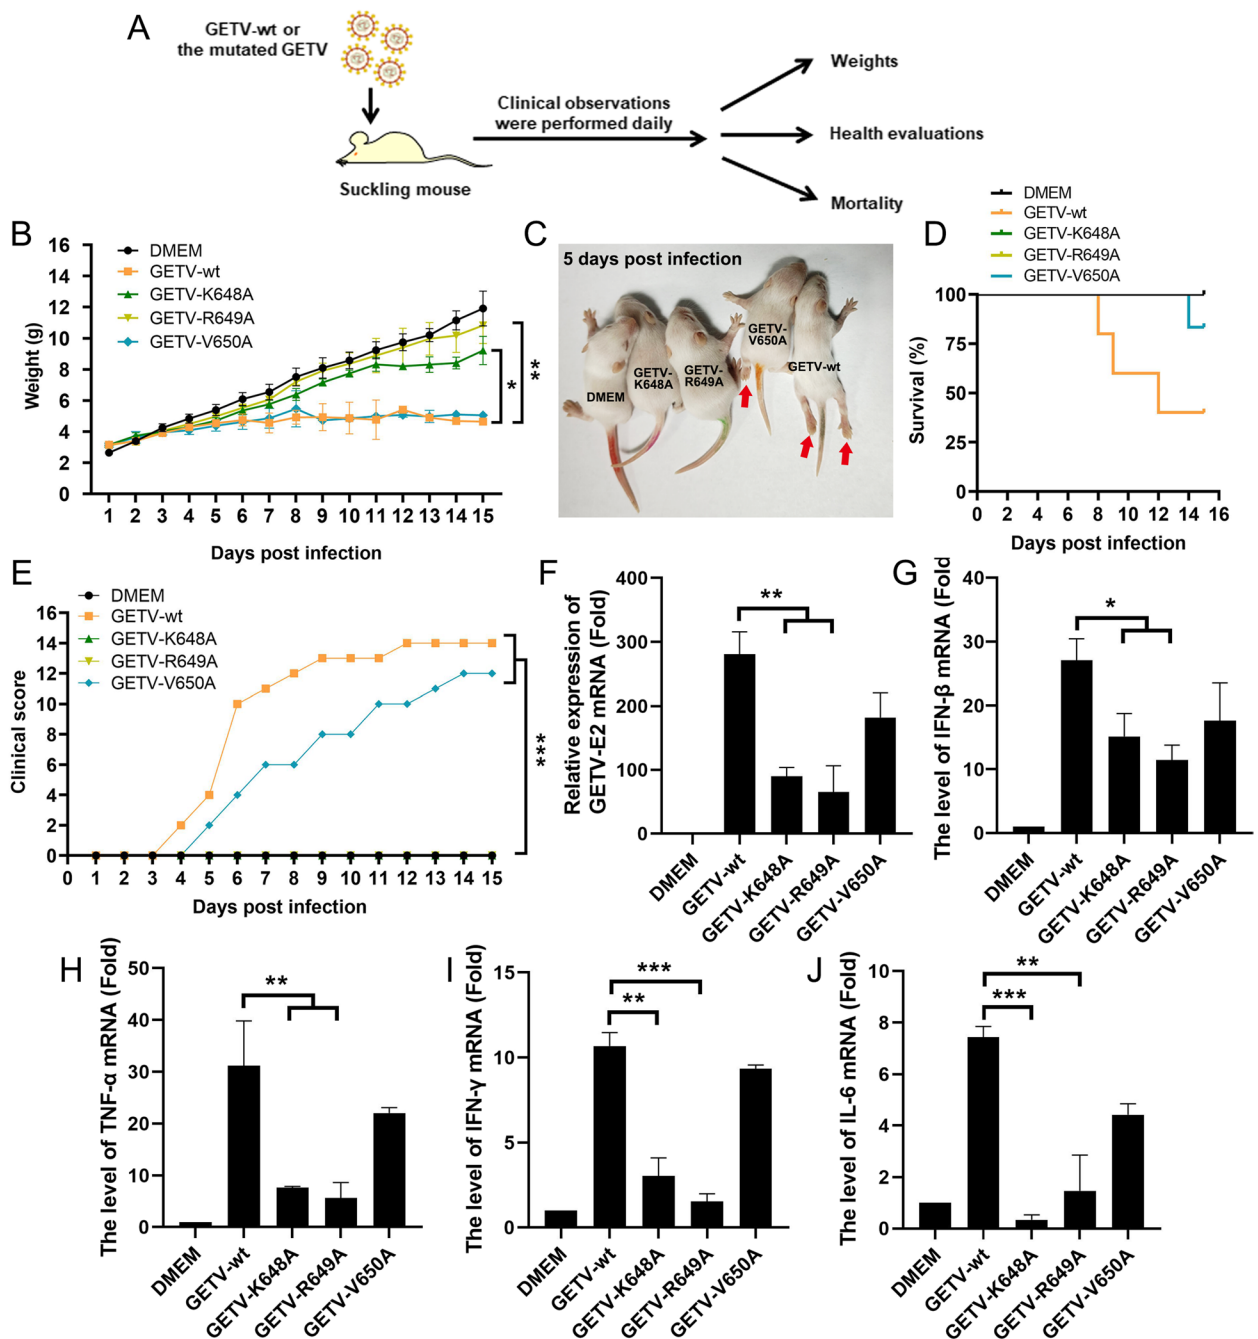 A
GETV-wt or
the mutated GETV
Suckling mouse
Clinical observations
were performed daily
Weights
Health evaluations
Mortality
B
16
14
12
10
8
6
4
2
0
Weight (g)
DMEM
GETV-wt
GETV-K648A
GETV-R649A
GETV-V650A
*
**
1 2 3 4 5 6 7 8 9 10 11 12 13 14 15
Days post infection
C
5 days post infection
DMEM
GETV-
K648A
GETV-
R649A
GETV-
V650A
GETV-wt
D
DMEM
GETV-wt
GETV-K648A
GETV-R649A
GETV-V650A
100
75
50
25
0
Survival (%)
0 2 4 6 8 10 12 14 16
Days post infection
E
DMEM
GETV-wt
GETV-K648A
GETV-R649A
GETV-V650A
16
14
12
10
8
6
4
2
0
Clinical score
***
0 1 2 3 4 5 6 7 8 9 10 11 12 13 14 15
Days post infection
F
400
300
200
100
0
Relative expression of
GETV-E2 mRNA (Fold)
**
DMEM
GETV-wt
GETV-K648A
GETV-R649A
GETV-V650A
G
40
30
20
10
0
The level of IFN-β mRNA (Fold
*
DMEM
GETV-wt
GETV-K648A
GETV-R649A
GETV-V650A
H
50
40
30
20
10
0
The level of TNF-α mRNA (Fold)
**
DMEM
GETV-wt
GETV-K648A
GETV-R649A
GETV-V650A
I
15
10
5
0
The level of IFN-γ mRNA (Fold)
***
**
DMEM
GETV-wt
GETV-K648A
GETV-R649A
GETV-V650A
J
10
8
6
4
2
0
The level of IL-6 mRNA (Fold)
**
***
DMEM
GETV-wt
GETV-K648A
GETV-R649A
GETV-V650A